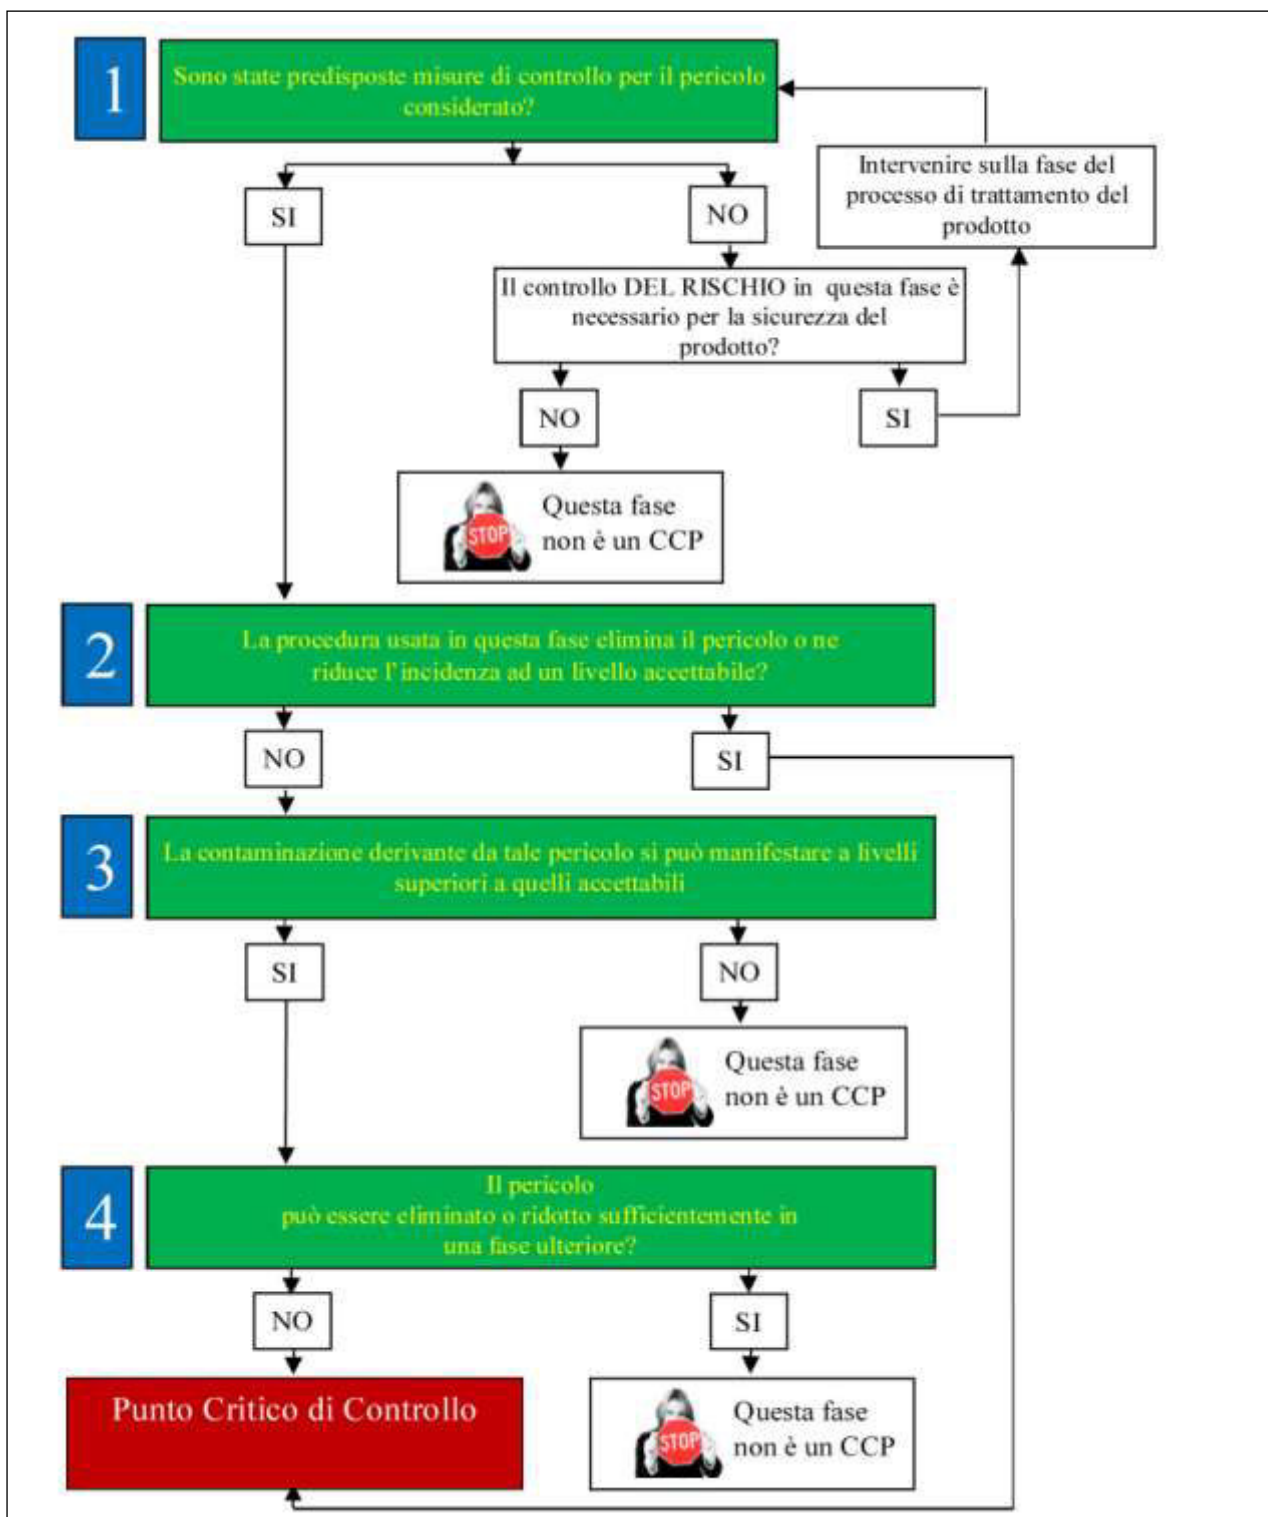 1
Sono state predisposte misure di controllo per il pericolo
considerato?
SI
NO
Intervenire sulla fase del
processo di trattamento del
prodotto
Il controllo DEL RISCHIO in questa fase è
necessario per la sicurezza del
prodotto?
NO
SI
STOP
Questa fase
non è un CCP
2
La procedura usata in questa fase elimina il pericolo o ne
riduce l'incidenza ad un livello accettabile?
NO
SI
3
La contaminazione derivante da tale pericolo si può manifestare a livelli
superiori a quelli accettabili
SI
NO
STOP
Questa fase
non è un CCP
4
Il pericolo
può essere eliminato o ridotto sufficientemente in
una fase ulteriore?
NO
SI
Punto Critico di Controllo
STOP
Questa fase
non è un CCP